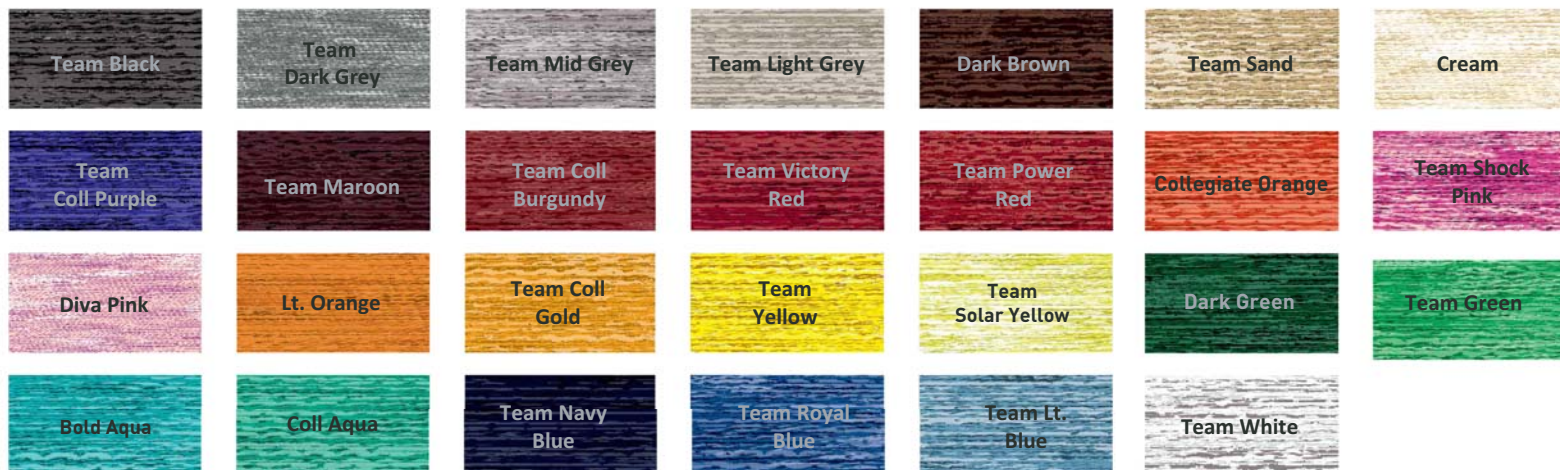 Team Black
Team
Dark Grey
Team Mid Grey
Team Light Grey
Dark Brown
Team Sand
Cream
Team
Coll Purple
Team Maroon
Team Coll
Burgundy
Team Victory
Red
Team Power
Red
Collegiate Orange
Team Shock
Pink
Diva Pink
Lt. Orange
Team Coll
Gold
Team
Yellow
Team
Solar Yellow
Dark Green
Team Green
Bold Aqua
Coll Aqua
Team Navy
Blue
Team Royal
Blue
Team Lt.
Blue
Team White